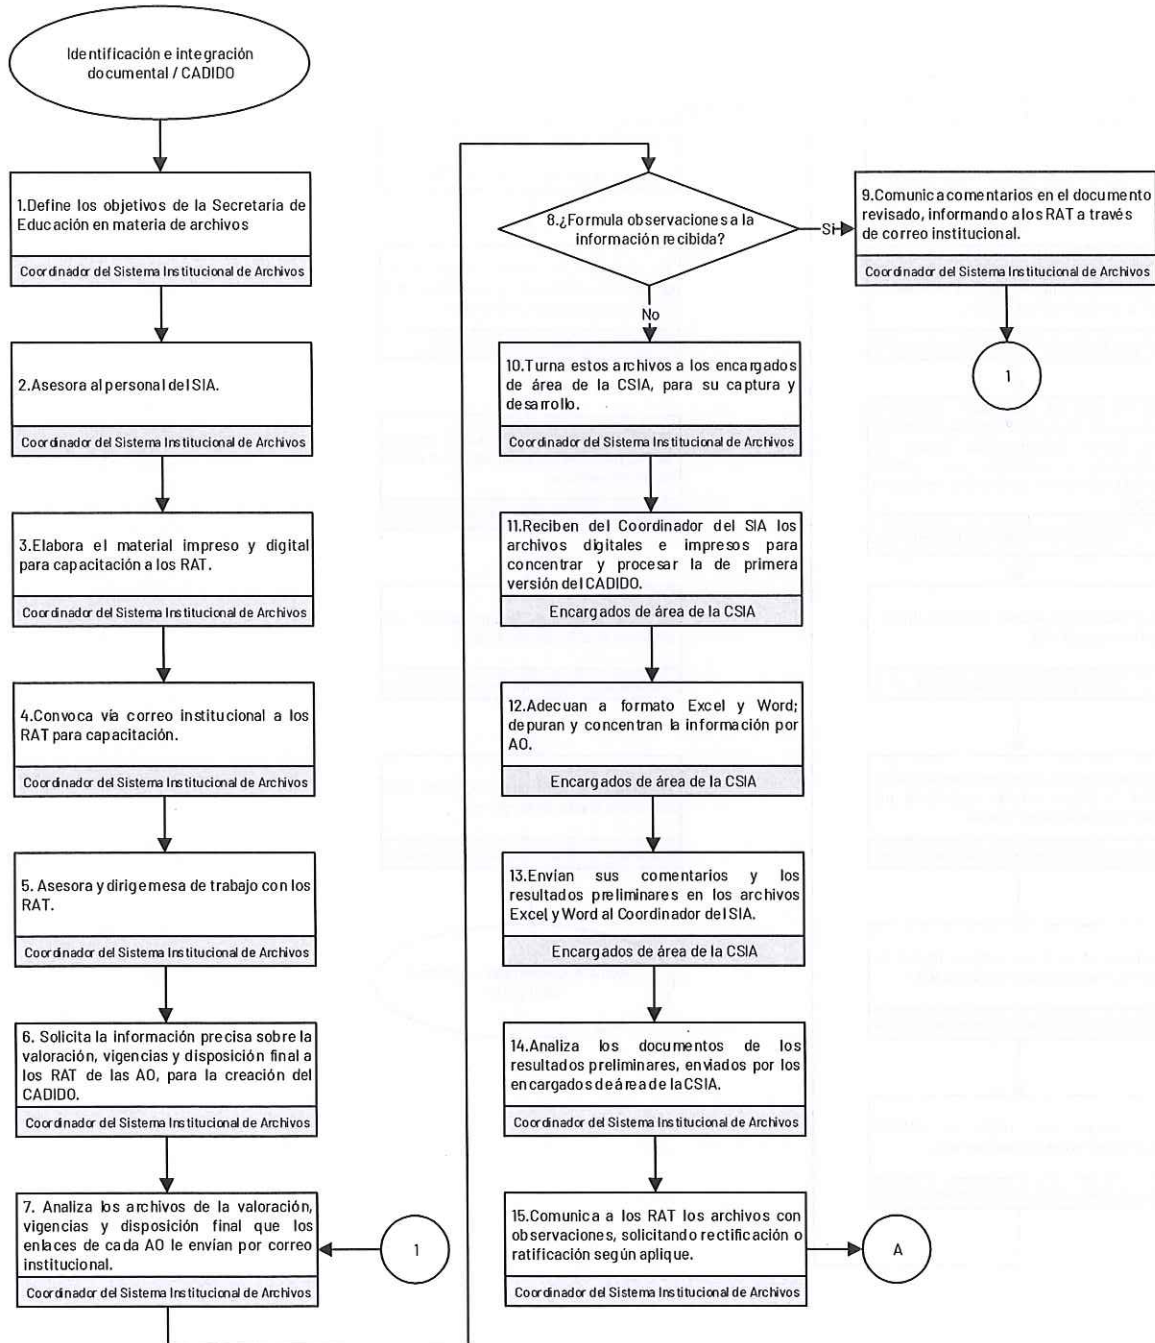 Identificación e integración
documental / CADIDO
1.Define los objetivos de la Secretaría de
Educación en materia de archivos
Coordinador del Sistema Institucional de Archivos
2.Asesora al personal del SIA.
Coordinador del Sistema Institucional de Archivos
3.Elabora el material impreso y digital
para capacitación a los RAT.
Coordinador del Sistema Institucional de Archivos
4.Convoca vía correo institucional a los
RAT para capacitación.
Coordinador del Sistema Institucional de Archivos
5. Asesora y dirige mesa de trabajo con los
RAT.
Coordinador del Sistema Institucional de Archivos
6. Solicita la información precisa sobre la
valoración, vigencias y disposición final a
los RAT de las AO, para la creación del
CADIDO.
Coordinador del Sistema Institucional de Archivos
7. Analiza los archivos de la valoración,
vigencias y disposición final que los
enlaces de cada AO le envían por correo
institucional.
Coordinador del Sistema Institucional de Archivos
1
8.¿Formula observaciones a la
información recibida?
Si
No
9.Comunica comentarios en el documento
revisado, informando a los RAT a través
de correo institucional.
Coordinador del Sistema Institucional de Archivos
1
10.Turna estos archivo a los encargados
de área de la CSIA, para su captura y
desarrollo.
Coordinador del Sistema Institucional de Archivos
11.Reciben del Coordinador del SIA los
archivos digitales e impresos para
concentrar y procesar la de primera
versión del CADIDO.
Encargados de área de la CSIA
12.Adecuan a formato Excel y Word;
depuran y concentran la información por
AO.
Encargados de área de la CSIA
13.Envían sus comentarios y los
resultados preliminares en los archivos
Excel y Word al Coordinador del SIA.
Encargados de área de la CSIA
14.Analiza los documentos de los
resultados preliminares, enviados por los
encargados de área de la CSIA.
Coordinador del Sistema Institucional de Archivos
15.Comunica a los RAT los archivos con
observaciones, solicitando rectificación o
ratificación según aplique.
Coordinador del Sistema Institucional de Archivos
A